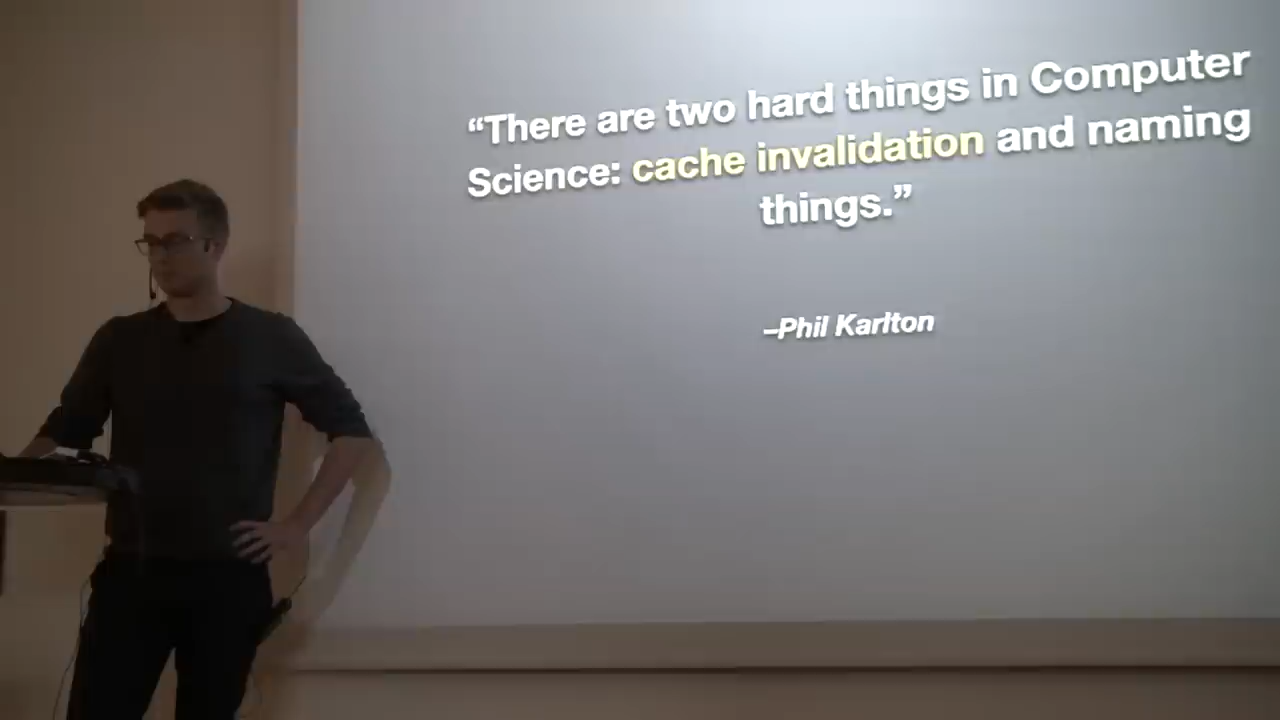 “There are two hard things in Computer
Science: cache invalidation and naming
things.”
–Phil Karlton